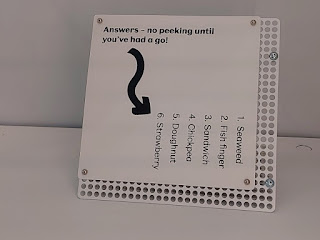 Answers - no peeking until
you've had a go!
1. Seaweed
2. Fish finger
3. Sandwich
4. Chickpea
5. Doughnut
6. Strawberry